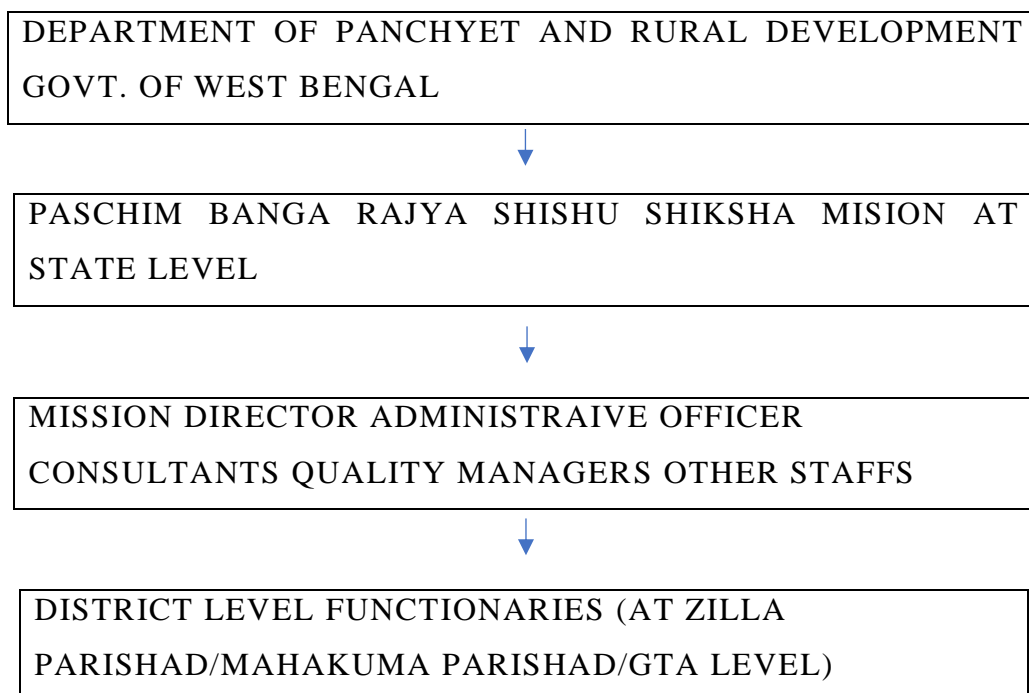 DEPARTMENT OF PANCHYET AND RURAL DEVELOPMENT
GOVT. OF WEST BENGAL
PASCHIM BANGA RAJYA SHISHU SHIKSHA MISION AT
STATE LEVEL
MISSION DIRECTOR ADMINISTRAIVE OFFICER
CONSULTANTS QUALITY MANAGERS OTHER STAFFS
DISTRICT LEVEL FUNCTIONARIES (AT ZILLA
PARISHAD/MAHAKUMA PARISHAD/GTA LEVEL)